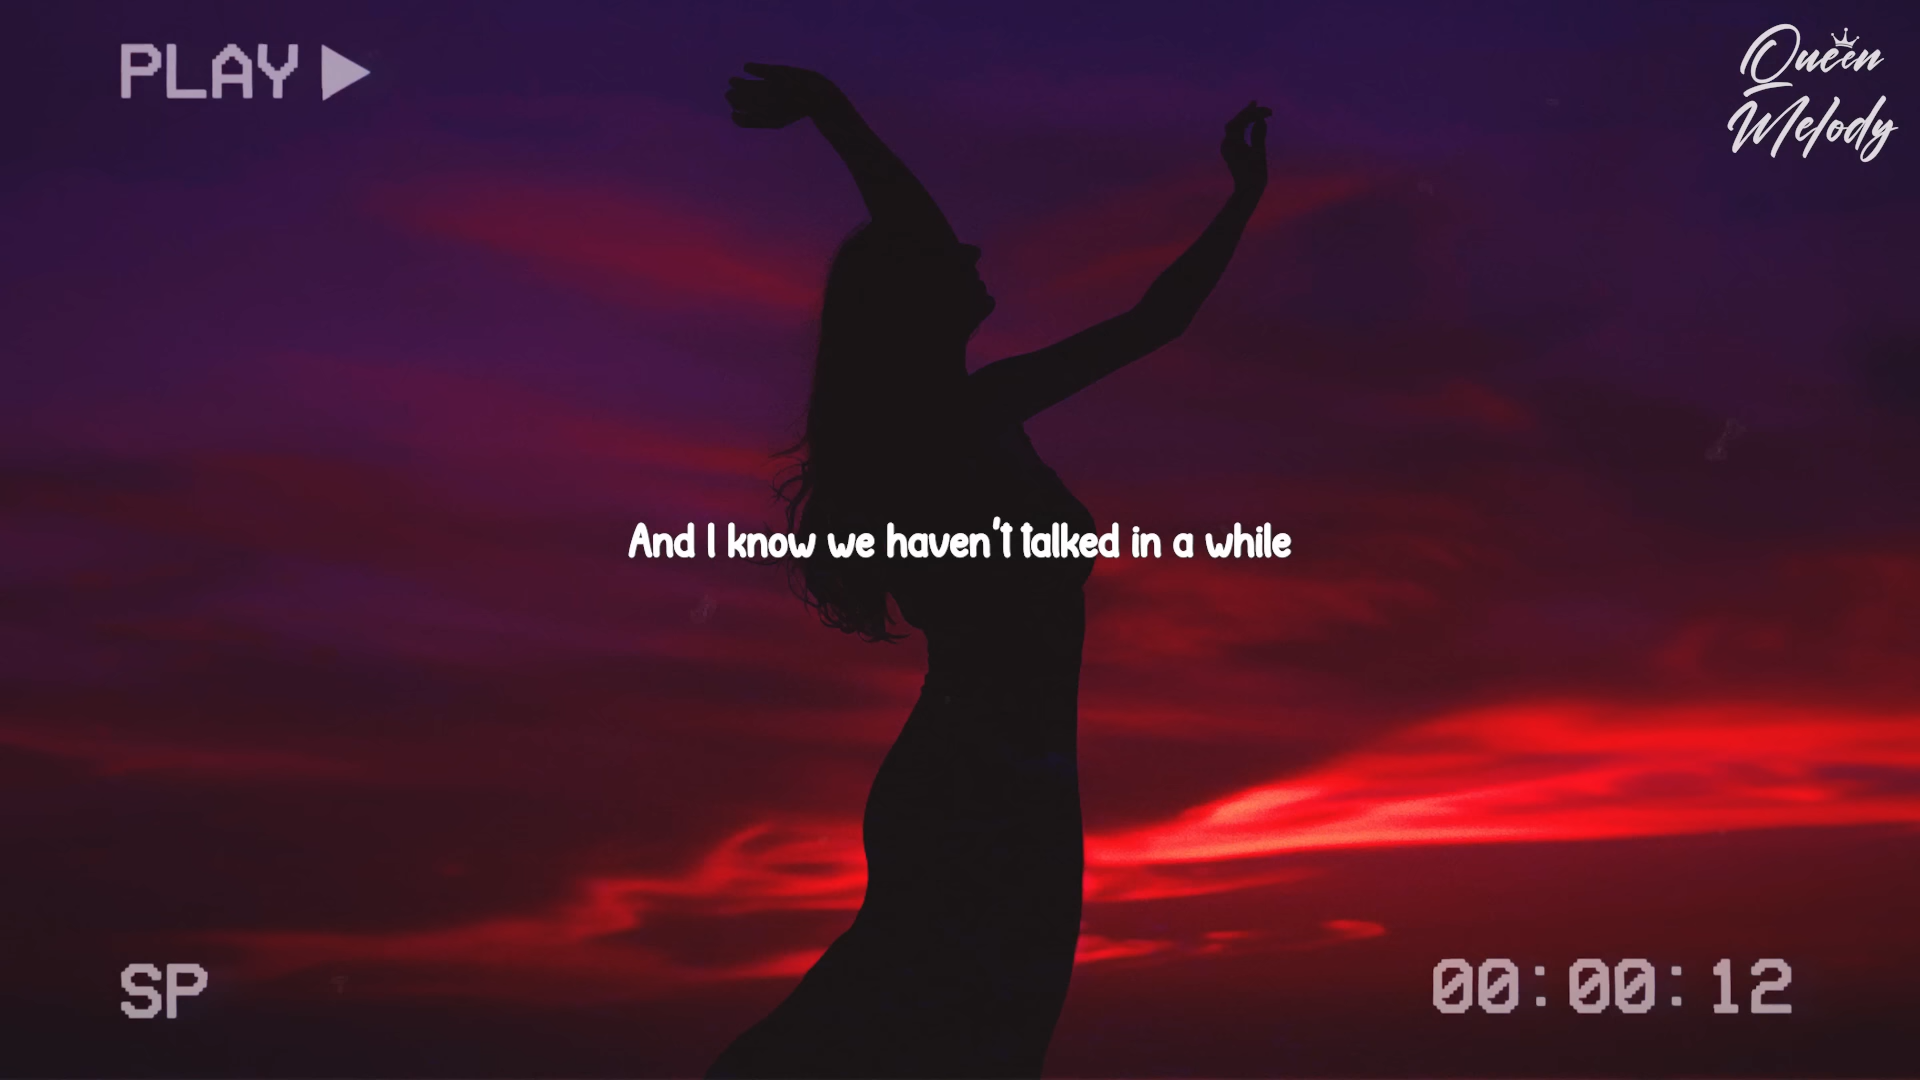 PLAY
Queen
Melody
And I know we haven't talked in a while
SP
00:00:12